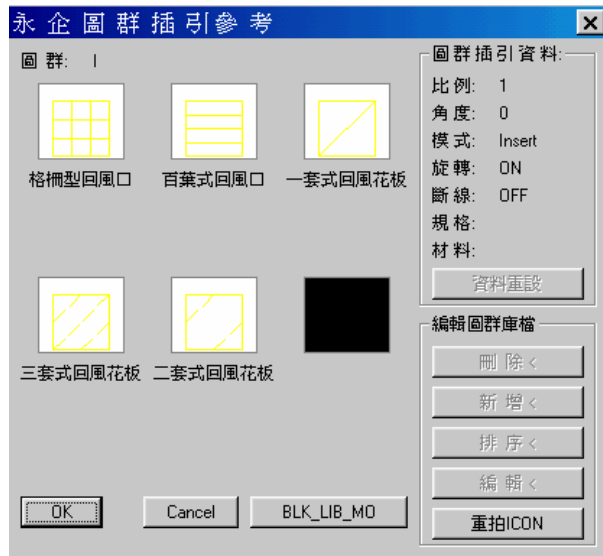 永企圖群插引參考
圖群: |
格柵型回風口
百葉式回風口
一套式回風花板
三套式回風花板
二套式回風花板
OK
Cancel
BLK_LIB_MO
圖群插引資料:
比例: 1
角度: 0
模式: Insert
旋轉: ON
斷線: OFF
規格:
材料:
資料重設
編輯圖群庫檔
刪除<
新增<
排序<
編輯<
重拍ICON